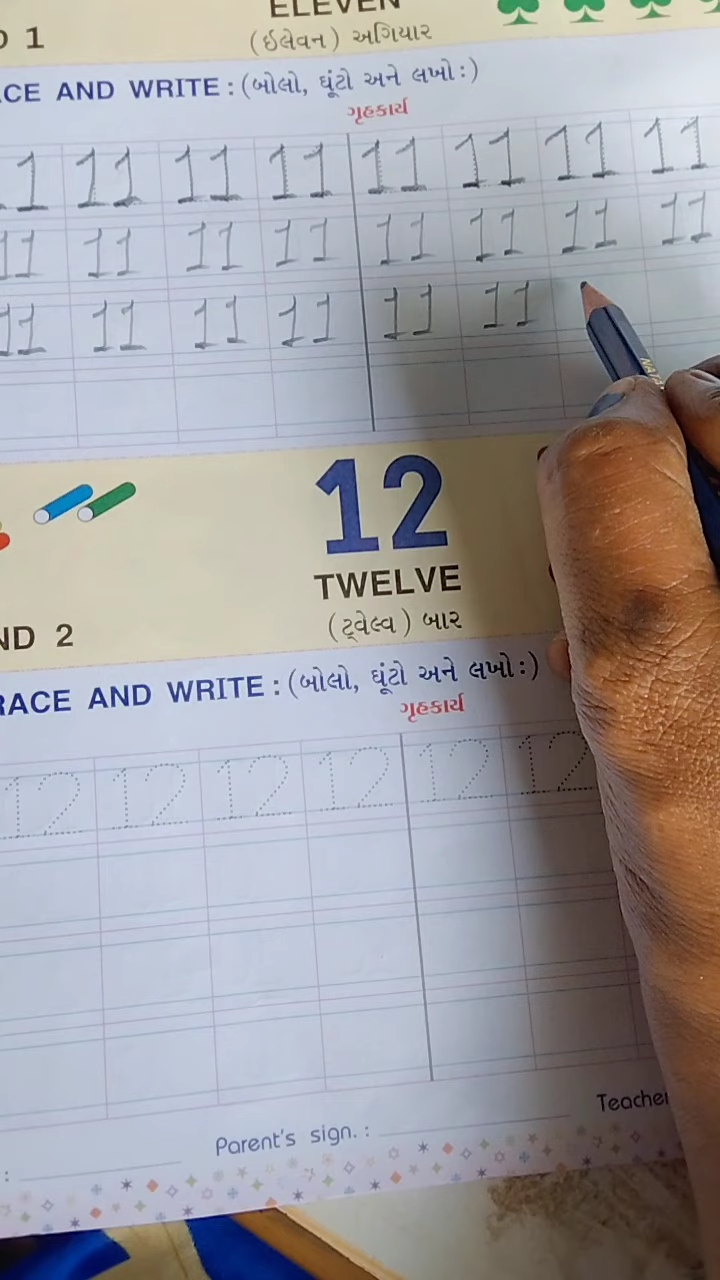 ELEVEN
D 1
(ઈલેવન) અગિયાર
CE AND WRITE : (બોલો, ઘૂંટો અને લખો :)
ગૃહકાર્ય
11 11 11 11 11 11 11 11
11 11 11 11 11 11 11 11
11 11 11 11 11 11
12
TWELVE
ND 2
(ટ્વેલ્વ) બાર
RACE AND WRITE : (બોલો, ઘૂંટો અને લખો :)
ગૃહકાર્ય
12 12 12 12 12 12
Teacher
Parent's sign. :